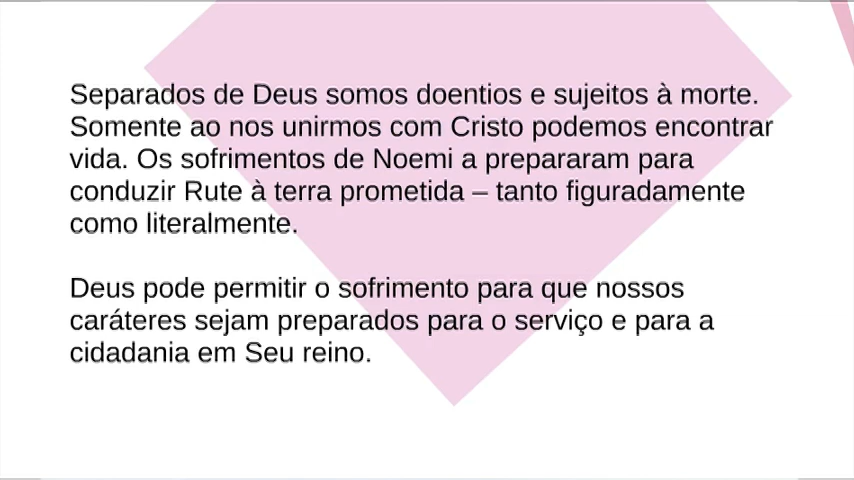 Separados de Deus somos doentios e sujeitos à morte.
Somente ao nos unirmos com Cristo podemos encontrar
vida. Os sofrimentos de Noemi a prepararam para
conduzir Rute à terra prometida – tanto figuradamente
como literalmente.
Deus pode permitir o sofrimento para que nossos
caráteres sejam preparados para o serviço e para a
cidadania em Seu reino.